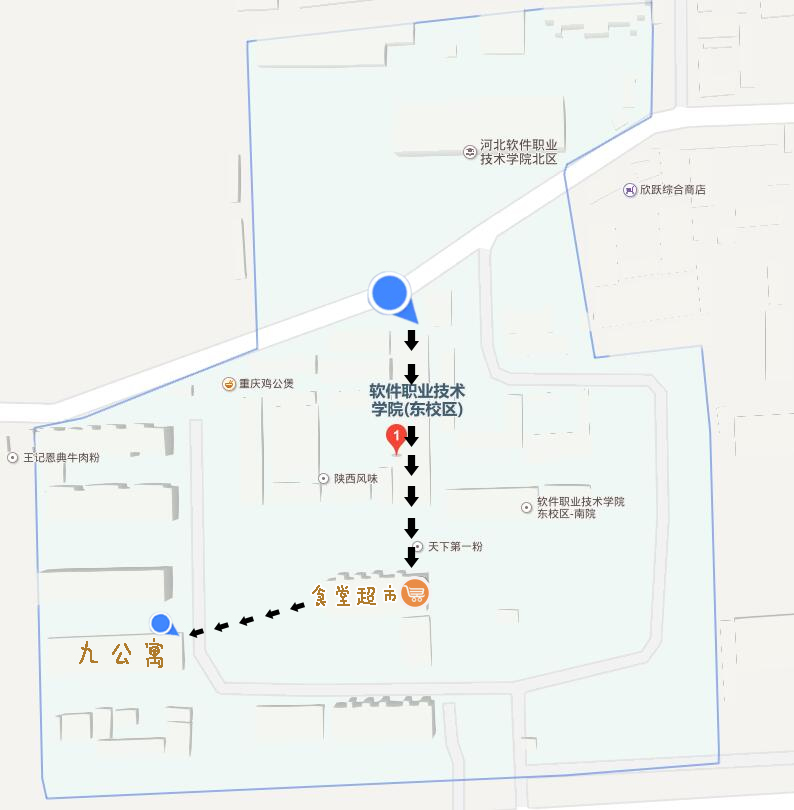 河北软件职业
技术学院北区
欣跃综合商店
重庆鸡公煲
软件职业技术
学院(东校区)
1
王记恩典牛肉粉
陕西风味
软件职业技术学院
东校区-南院
天下第一粉
食堂超市
九公寓